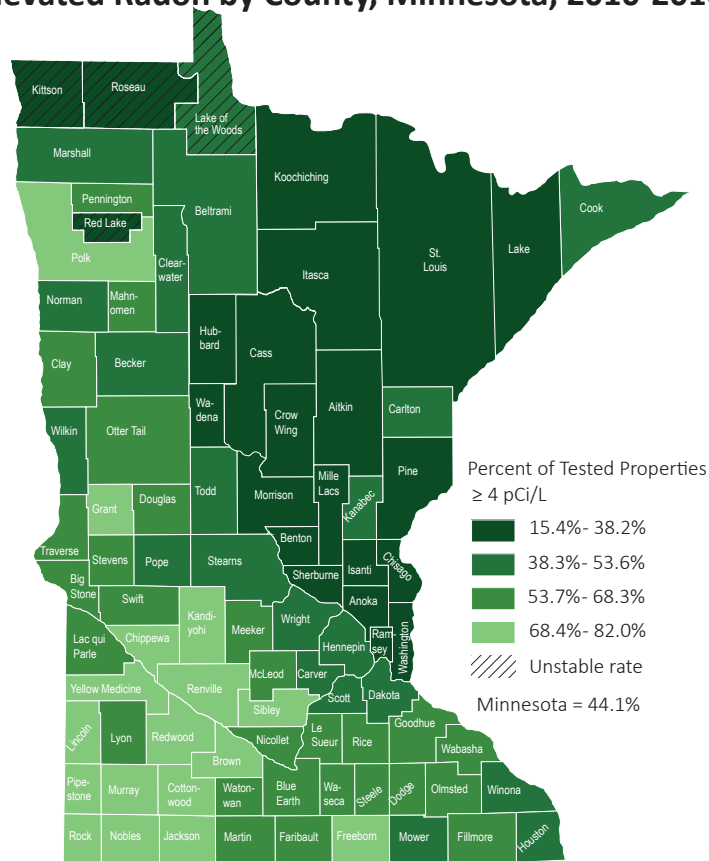 evated Radon by County, Minnesota, 2010-201
Kittson
Roseau
Lake of
the Woods
Marshall
Koochiching
Pennington
Beltrami
Cook
Red Lake
Polk
Clear-
water
St.
Louis
Lake
Itasca
Norman
Mahn-
omen
Hub-
bard
Cass
Clay
Becker
Wa-
dena
Aitkin
Carlton
Crow
Wing
Wilkin
Otter Tail
Pine
Mille
Lacs
Todd
Morrison
Kanabec
Grant
Douglas
Benton
Traverse
Stevens
Pope
Stearns
Isanti
Chisago
Sherburne
Big
Stone
Swift
Anoka
Kandi-
yohi
Wright
Meeker
Ram-
sey
Washington
Hennepin
Lac qui
Parle
Chippewa
McLeod
Carver
Yellow Medicine
Renville
Scott
Dakota
Sibley
Goodhue
Lincoln
Lyon
Redwood
Nicollet
Le
Sueur
Rice
Wabasha
Brown
Pipe-
stone
Murray
Cotton-
wood
Waton-
wan
Blue
Earth
Wa-
seca
Steele
Dodge
Olmsted
Winona
Rock
Nobles
Jackson
Martin
Faribault
Freeborn
Mower
Fillmore
Houston
Percent of Tested Properties
≥ 4 pCi/L
15.4%- 38.2%
38.3%- 53.6%
53.7%- 68.3%
68.4%- 82.0%
Unstable rate
Minnesota = 44.1%